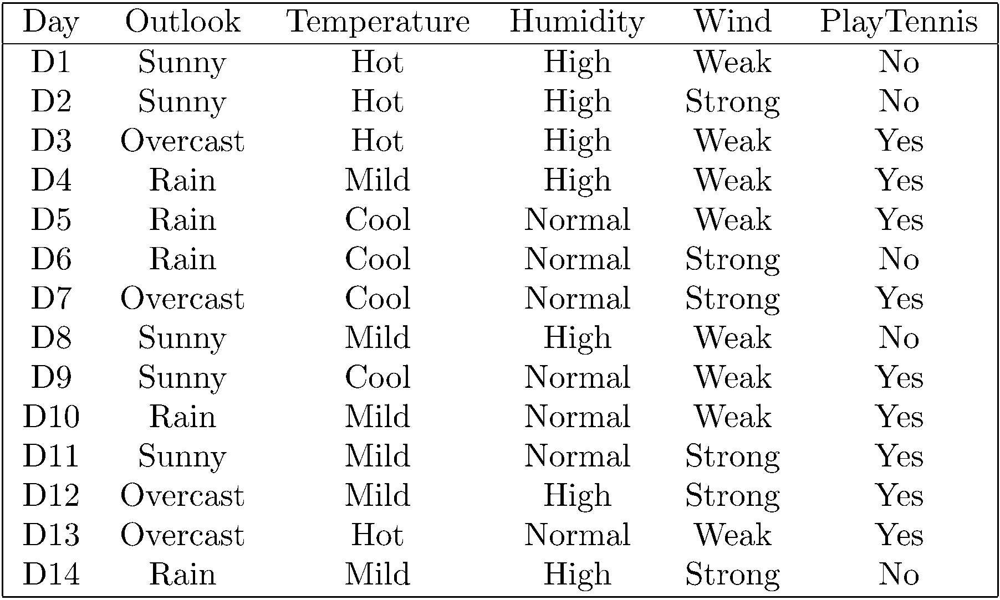 Day Outlook Temperature Humidity Wind PlayTennis
D1 Sunny Hot High Weak No
D2 Sunny Hot High Strong No
D3 Overcast Hot High Weak Yes
D4 Rain Mild High Weak Yes
D5 Rain Cool Normal Weak Yes
D6 Rain Cool Normal Strong No
D7 Overcast Cool Normal Strong Yes
D8 Sunny Mild High Weak No
D9 Sunny Cool Normal Weak Yes
D10 Rain Mild Normal Weak Yes
D11 Sunny Mild Normal Strong Yes
D12 Overcast Mild High Strong Yes
D13 Overcast Hot Normal Weak Yes
D14 Rain Mild High Strong No